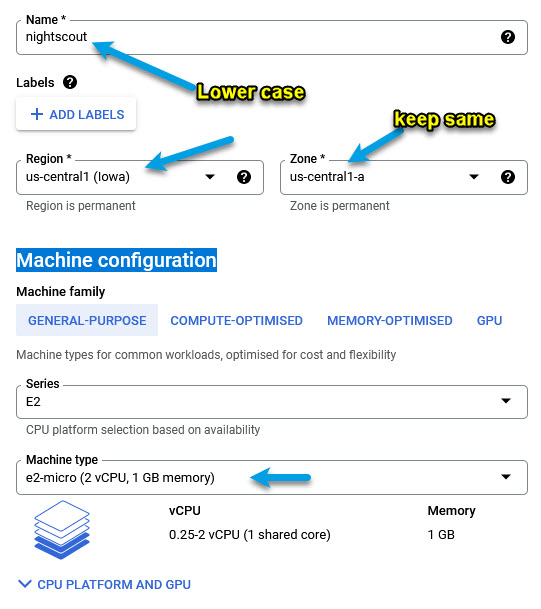 Name *
nightscout
Lower case
Labels
ADD LABELS
keep same
Region * Zone *
us-central1 (Iowa) us-central1-a
Region is permanent Zone is permanent
Machine configuration
Machine family
GENERAL-PURPOSE COMPUTE-OPTIMISED MEMORY-OPTIMISED GPU
Machine types for common workloads, optimised for cost and flexibility
Series
E2
CPU platform selection based on availability
Machine type
e2-micro (2 vCPU, 1 GB memory)
vCPU Memory
0.25-2 vCPU (1 shared core) 1 GB
CPU PLATFORM AND GPU